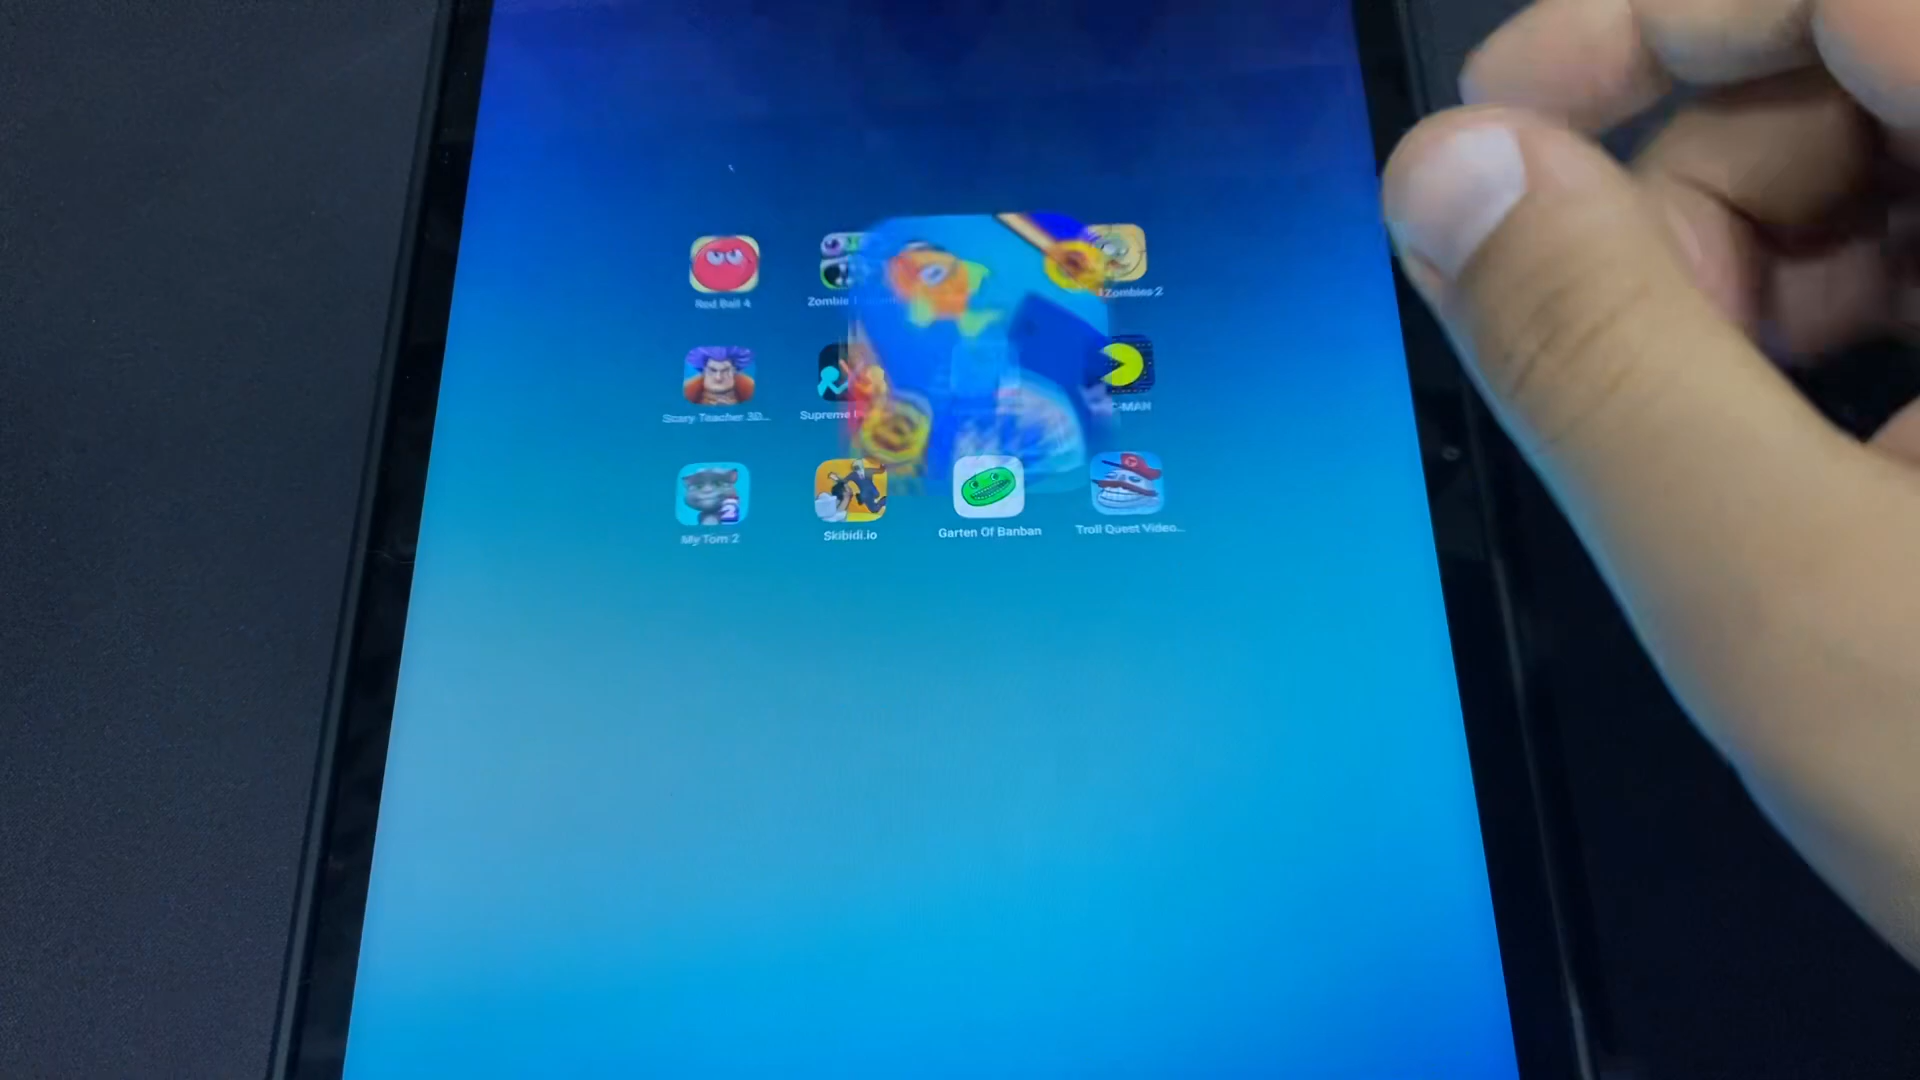 Red Ball 4
Zombie
Zombies 2
Scary Teacher 3D...
Supreme
C-MAN
My Tom 2
2
Skibidi.io
Garten Of Banban
Troll Quest Video...